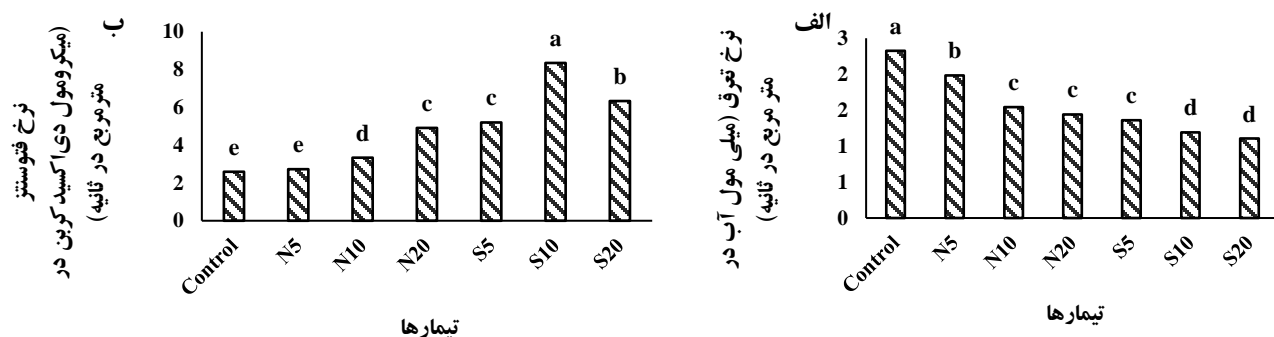 الف
نرخ تعرق (میلی مول آب در
متر مربع در ثانیه)
3
2
2
1
1
0
a
b
c
c
c
d
d
Control
N5
N10
N20
S5
S10
S20
تیمارها
ب
نرخ فتوسنتز
(میکرومول دی‌اکسید کربن در
مترمربع در ثانیه)
10
8
6
4
2
0
e
e
d
c
c
a
b
Control
N5
N10
N20
S5
S10
S20
تیمارها